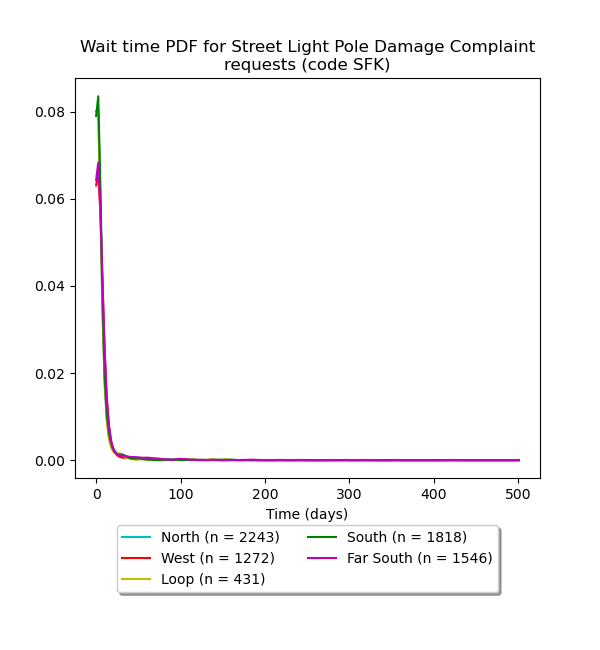 Wait time PDF for Street Light Pole Damage Complaint
requests (code SFK)
0.08
0.06
0.04
0.02
0.00
0 100 200 300 400 500
Time (days)
North (n = 2243) South (n = 1818)
West (n = 1272) Far South (n = 1546)
Loop (n = 431)